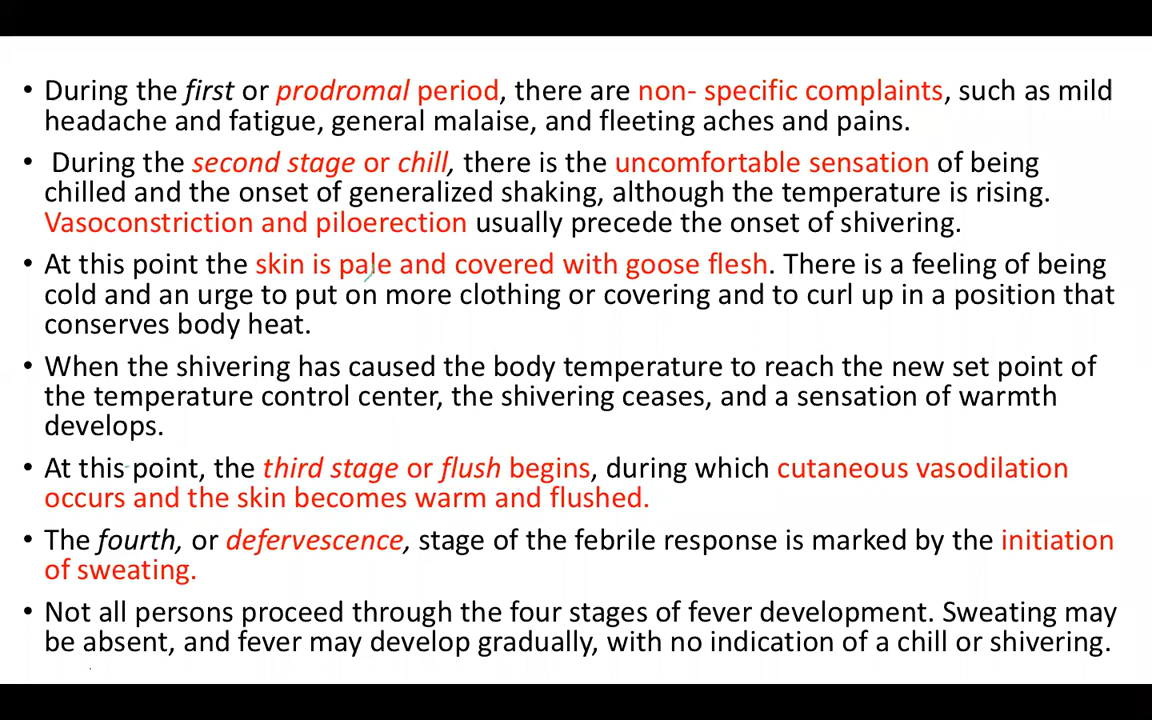 • During the first or prodromal period, there are non- specific complaints, such as mild
headache and fatigue, general malaise, and fleeting aches and pains.
• During the second stage or chill, there is the uncomfortable sensation of being
chilled and the onset of generalized shaking, although the temperature is rising.
Vasoconstriction and piloerection usually precede the onset of shivering.
• At this point the skin is pale and covered with goose flesh. There is a feeling of being
cold and an urge to put on more clothing or covering and to curl up in a position that
conserves body heat.
• When the shivering has caused the body temperature to reach the new set point of
the temperature control center, the shivering ceases, and a sensation of warmth
develops.
• At this point, the third stage or flush begins, during which cutaneous vasodilation
occurs and the skin becomes warm and flushed.
• The fourth, or defervescence, stage of the febrile response is marked by the initiation
of sweating.
• Not all persons proceed through the four stages of fever development. Sweating may
be absent, and fever may develop gradually, with no indication of a chill or shivering.